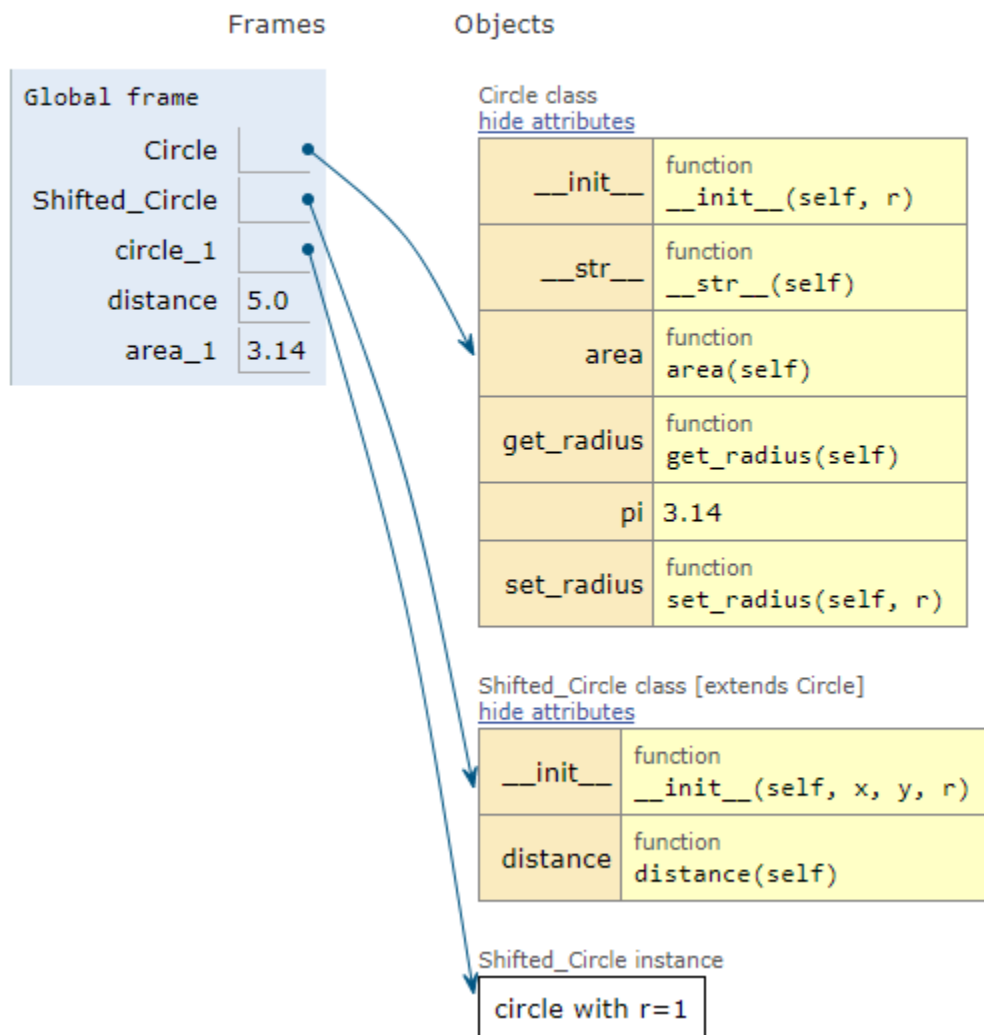 Frames Objects
Global frame
Circle
Shifted_Circle
circle_1
distance 5.0
area_1 3.14
Circle class
hide attributes
__init__ function
__init__(self, r)
__str__ function
__str__(self)
area function
area(self)
get_radius function
get_radius(self)
pi 3.14
set_radius function
set_radius(self, r)
Shifted_Circle class [extends Circle]
hide attributes
__init__ function
__init__(self, x, y, r)
distance function
distance(self)
Shifted_Circle instance
circle with r=1